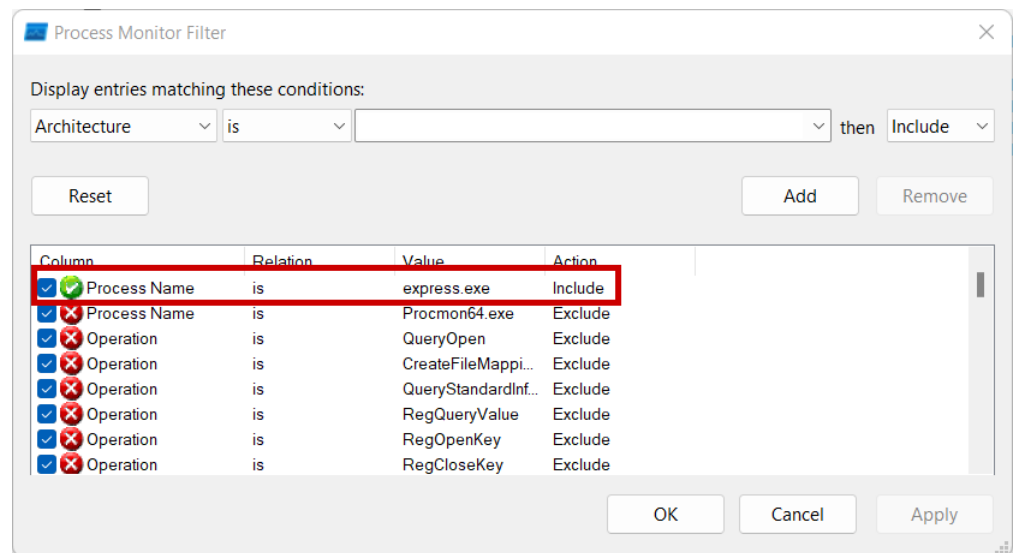 Process Monitor Filter
Display entries matching these conditions:
Architecture is then Include
Reset Add Remove
Column Relation Value Action
Process Name is express.exe Include
Process Name is Procmon64.exe Exclude
Operation is QueryOpen Exclude
Operation is CreateFileMappi... Exclude
Operation is QueryStandardInf... Exclude
Operation is RegQueryValue Exclude
Operation is RegOpenKey Exclude
Operation is RegCloseKey Exclude
OK Cancel Apply